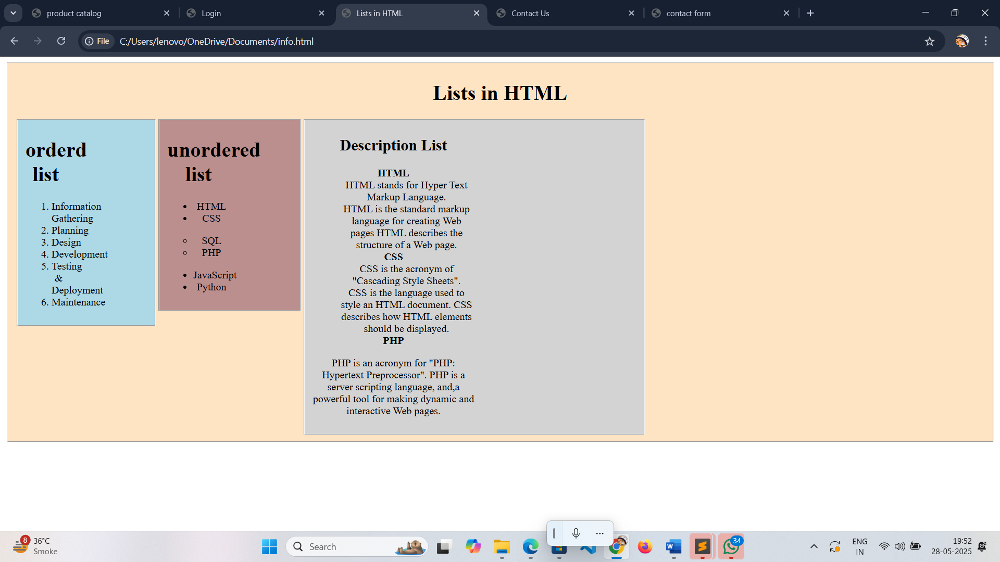 product catalog
Login
Lists in HTML
Contact Us
contact form
File
C:/Users/lenovo/OneDrive/Documents/info.html
Lists in HTML
orderd
list
1. Information
Gathering
2. Planning
3. Design
4. Development
5. Testing
&
Deployment
6. Maintenance
unordered
list
• HTML
• CSS
◦ SQL
◦ PHP
• JavaScript
• Python
Description List
HTML
HTML stands for Hyper Text
Markup Language.
HTML is the standard markup
language for creating Web
pages HTML describes the
structure of a Web page.
CSS
CSS is the acronym of
"Cascading Style Sheets".
CSS is the language used to
style an HTML document. CSS
describes how HTML elements
should be displayed.
PHP
PHP is an acronym for "PHP:
Hypertext Preprocessor". PHP is a
server scripting language, and,a
powerful tool for making dynamic and
interactive Web pages.
8
36°C
Smoke
Search
W
S
34
ENG
IN
19:52
28-05-2025